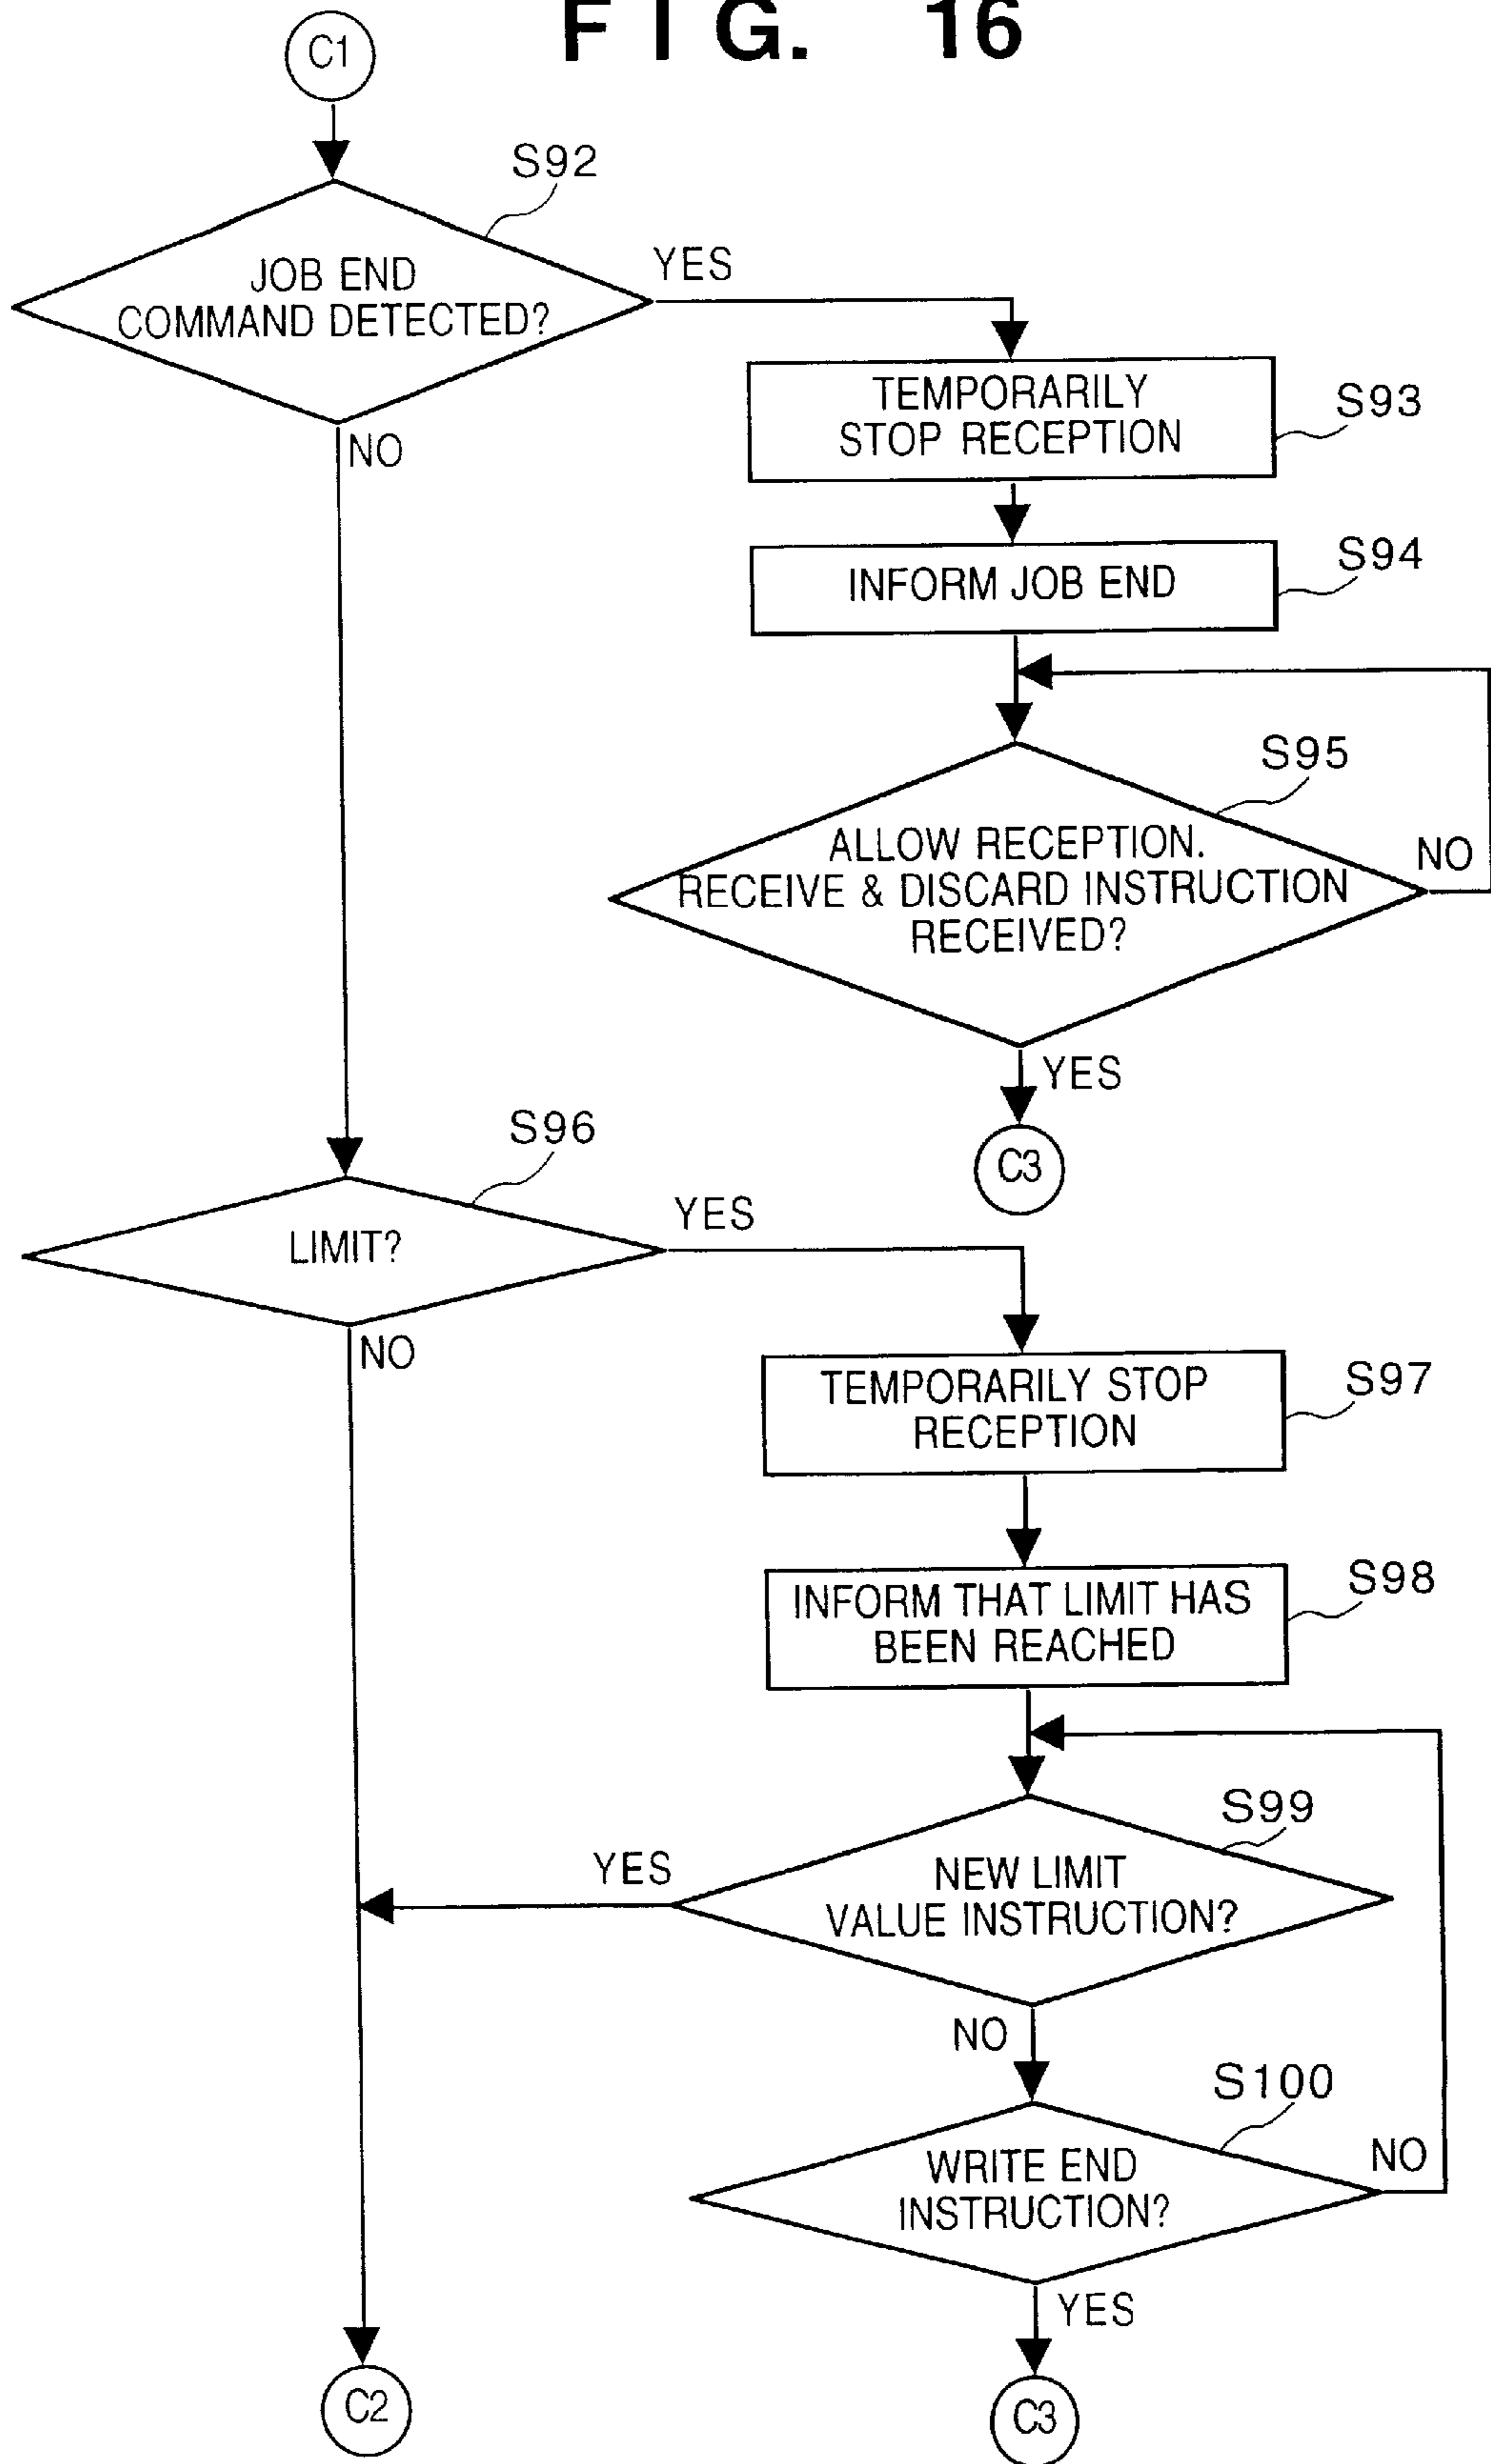 FIG. 16
C1
S92
JOB END
COMMAND DETECTED?
YES
NO
TEMPORARILY
STOP RECEPTION
S93
INFORM JOB END
S94
S95
ALLOW RECEPTION.
RECEIVE & DISCARD INSTRUCTION
RECEIVED?
NO
YES
C3
S96
LIMIT?
YES
NO
TEMPORARILY STOP
RECEPTION
S97
INFORM THAT LIMIT HAS
BEEN REACHED
S98
S99
NEW LIMIT
VALUE INSTRUCTION?
YES
NO
S100
WRITE END
INSTRUCTION?
NO
YES
C2
C3